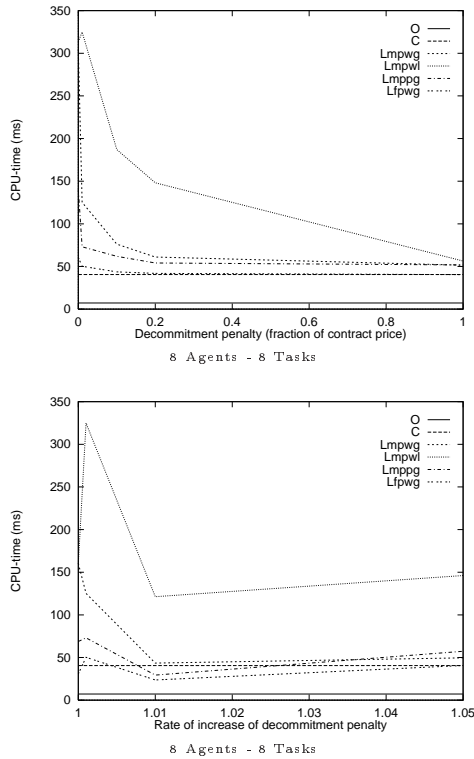 350
300
250
200
150
100
50
0
CPU-time (ms)
O
C
Lmpwg
Lmpwl
Lmppg
Lfpwg
0 0.2 0.4 0.6 0.8 1
Decommitment penalty (fraction of contract price)
8 Agents - 8 Tasks
350
300
250
200
150
100
50
0
CPU-time (ms)
O
C
Lmpwg
Lmpwl
Lmppg
Lfpwg
1 1.01 1.02 1.03 1.04 1.05
Rate of increase of decommitment penalty
8 Agents - 8 Tasks